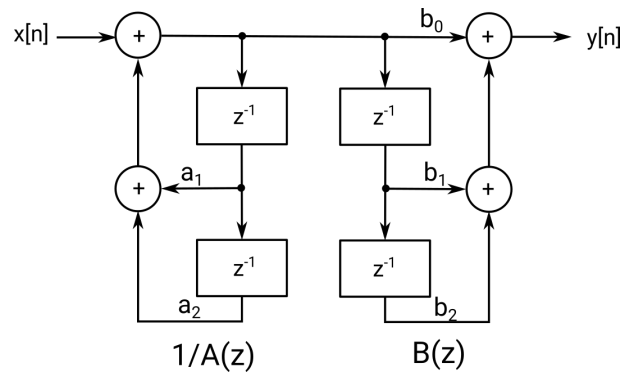 x[n] + b₀ + y[n]
z⁻¹ z⁻¹
+ a₁ b₁ +
z⁻¹ z⁻¹
a₂ b₂
1/A(z) B(z)